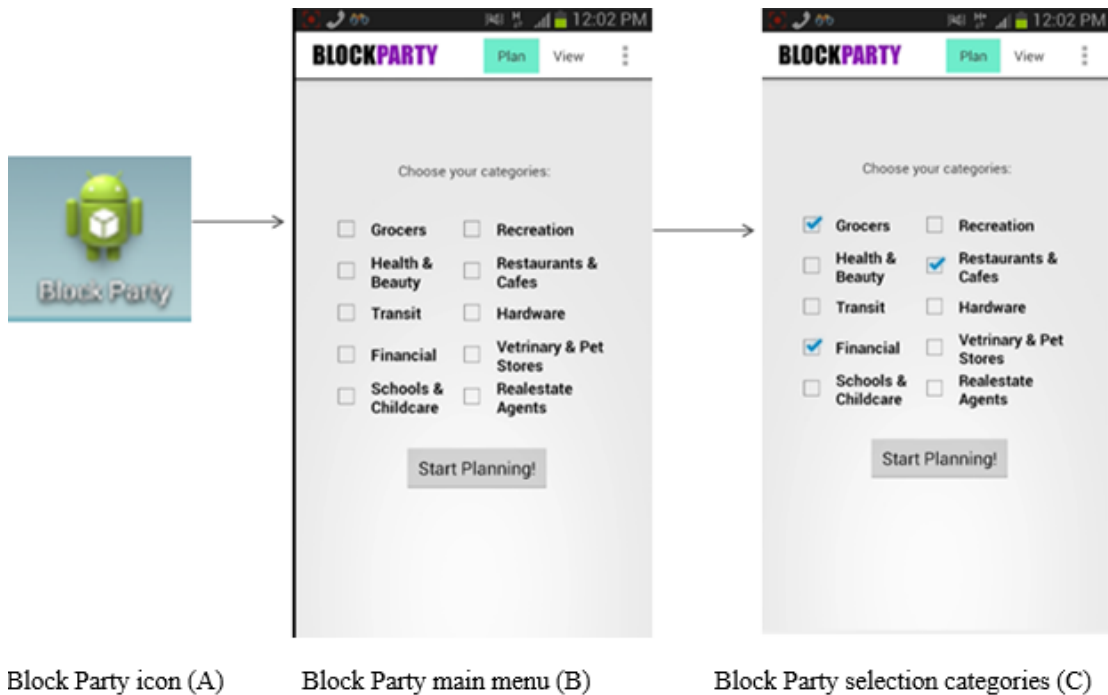 Block Party
12:02 PM
BLOCKPARTY Plan View
Choose your categories:
Grocers Recreation
Health & Restaurants &
Beauty Cafes
Transit Hardware
Financial Vetrinary & Pet
Stores
Schools & Realestate
Childcare Agents
Start Planning!
12:02 PM
BLOCKPARTY Plan View
Choose your categories:
Grocers Recreation
Health & Restaurants &
Beauty Cafes
Transit Hardware
Financial Vetrinary & Pet
Stores
Schools & Realestate
Childcare Agents
Start Planning!
Block Party icon (A) Block Party main menu (B) Block Party selection categories (C)